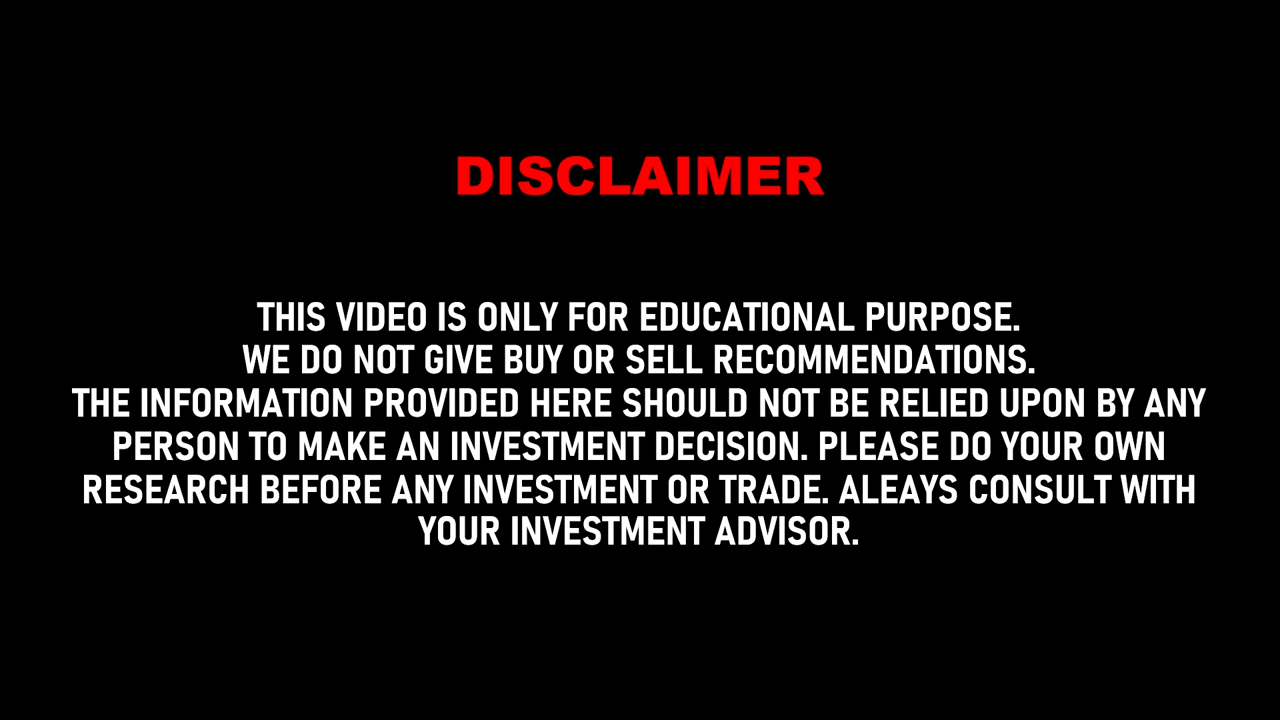 DISCLAIMER
THIS VIDEO IS ONLY FOR EDUCATIONAL PURPOSE.
WE DO NOT GIVE BUY OR SELL RECOMMENDATIONS.
THE INFORMATION PROVIDED HERE SHOULD NOT BE RELIED UPON BY ANY
PERSON TO MAKE AN INVESTMENT DECISION. PLEASE DO YOUR OWN
RESEARCH BEFORE ANY INVESTMENT OR TRADE. ALEAYS CONSULT WITH
YOUR INVESTMENT ADVISOR.